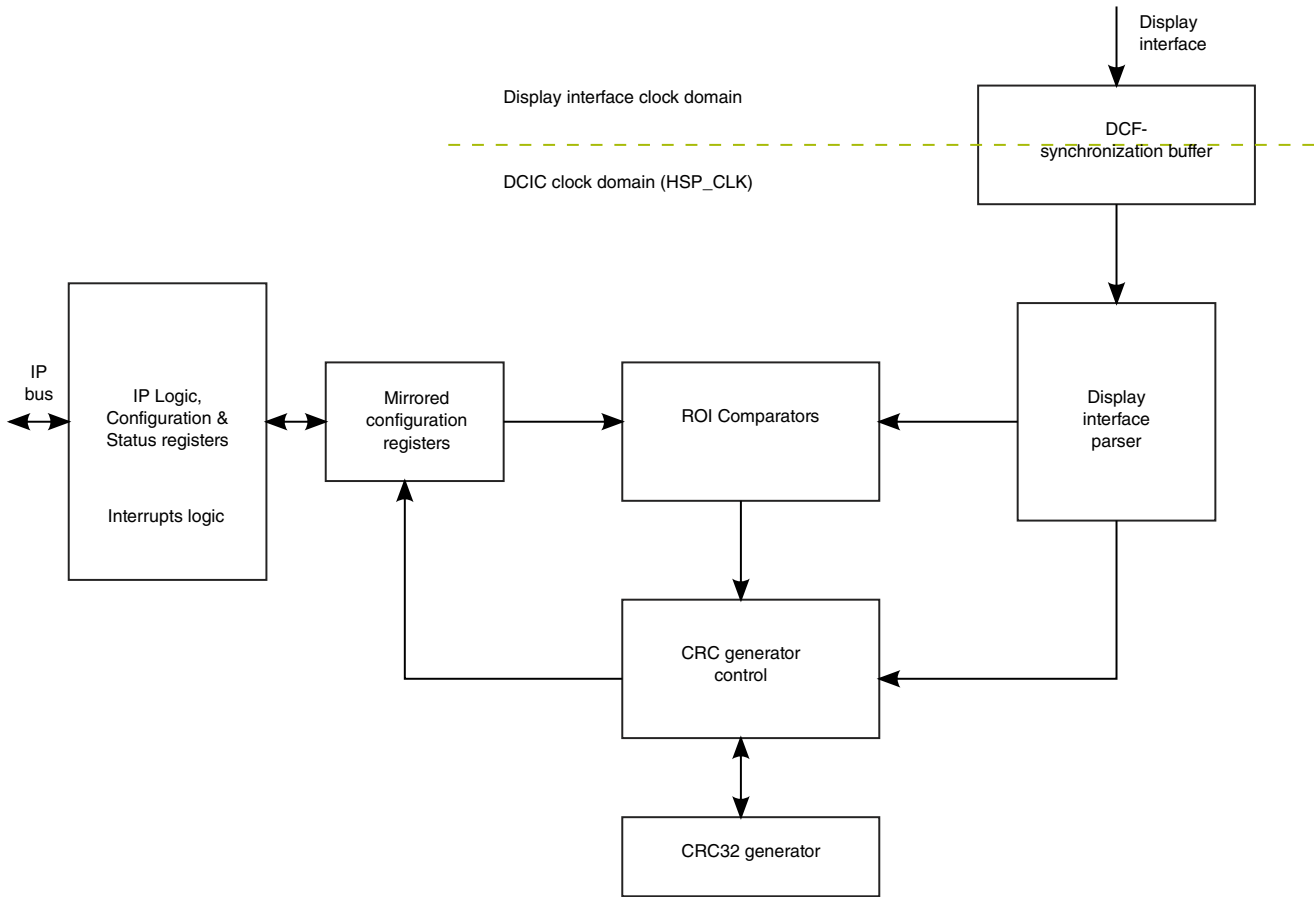 Display
interface
Display interface clock domain
DCF-
synchronization buffer
DCIC clock domain (HSP_CLK)
IP
bus
IP Logic,
Configuration &
Status registers
Interrupts logic
Mirrored
configuration
registers
ROI Comparators
Display
interface
parser
CRC generator
control
CRC32 generator